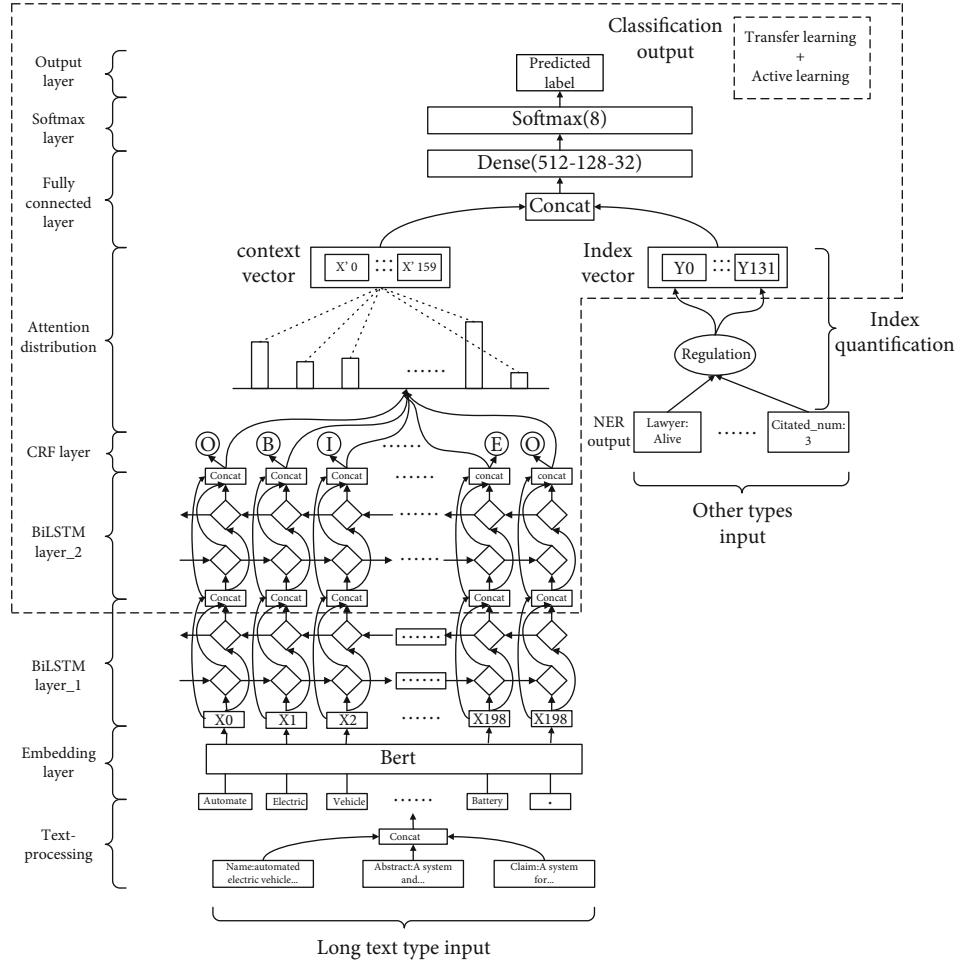 Classification
output
Transfer learning
+
Active learning
Output
layer
Predicted
label
Softmax
layer
Softmax(8)
Dense(512-128-32)
Fully
connected
layer
Concat
context
vector
X' 0
X' 159
Index
vector
Y0
Y131
Attention
distribution
Index
quantification
Regulation
......
NER
output
Lawyer:
Alive
......
Citated_num:
3
CRF layer
O
B
I
......
E
O
Concat
Concat
Concat
......
concat
concat
Other types
input
BiLSTM
layer_2
......
......
Concat
Concat
Concat
Concat
Concat
BiLSTM
layer_1
......
......
X0
X1
X2
......
X198
X198
Embedding
layer
Bert
Automate
Electric
Vehicle
......
Battery
.
Text-
processing
Concat
Name:automated
electric vehicle...
Abstract:A system
and...
Claim:A system
for...
Long text type input